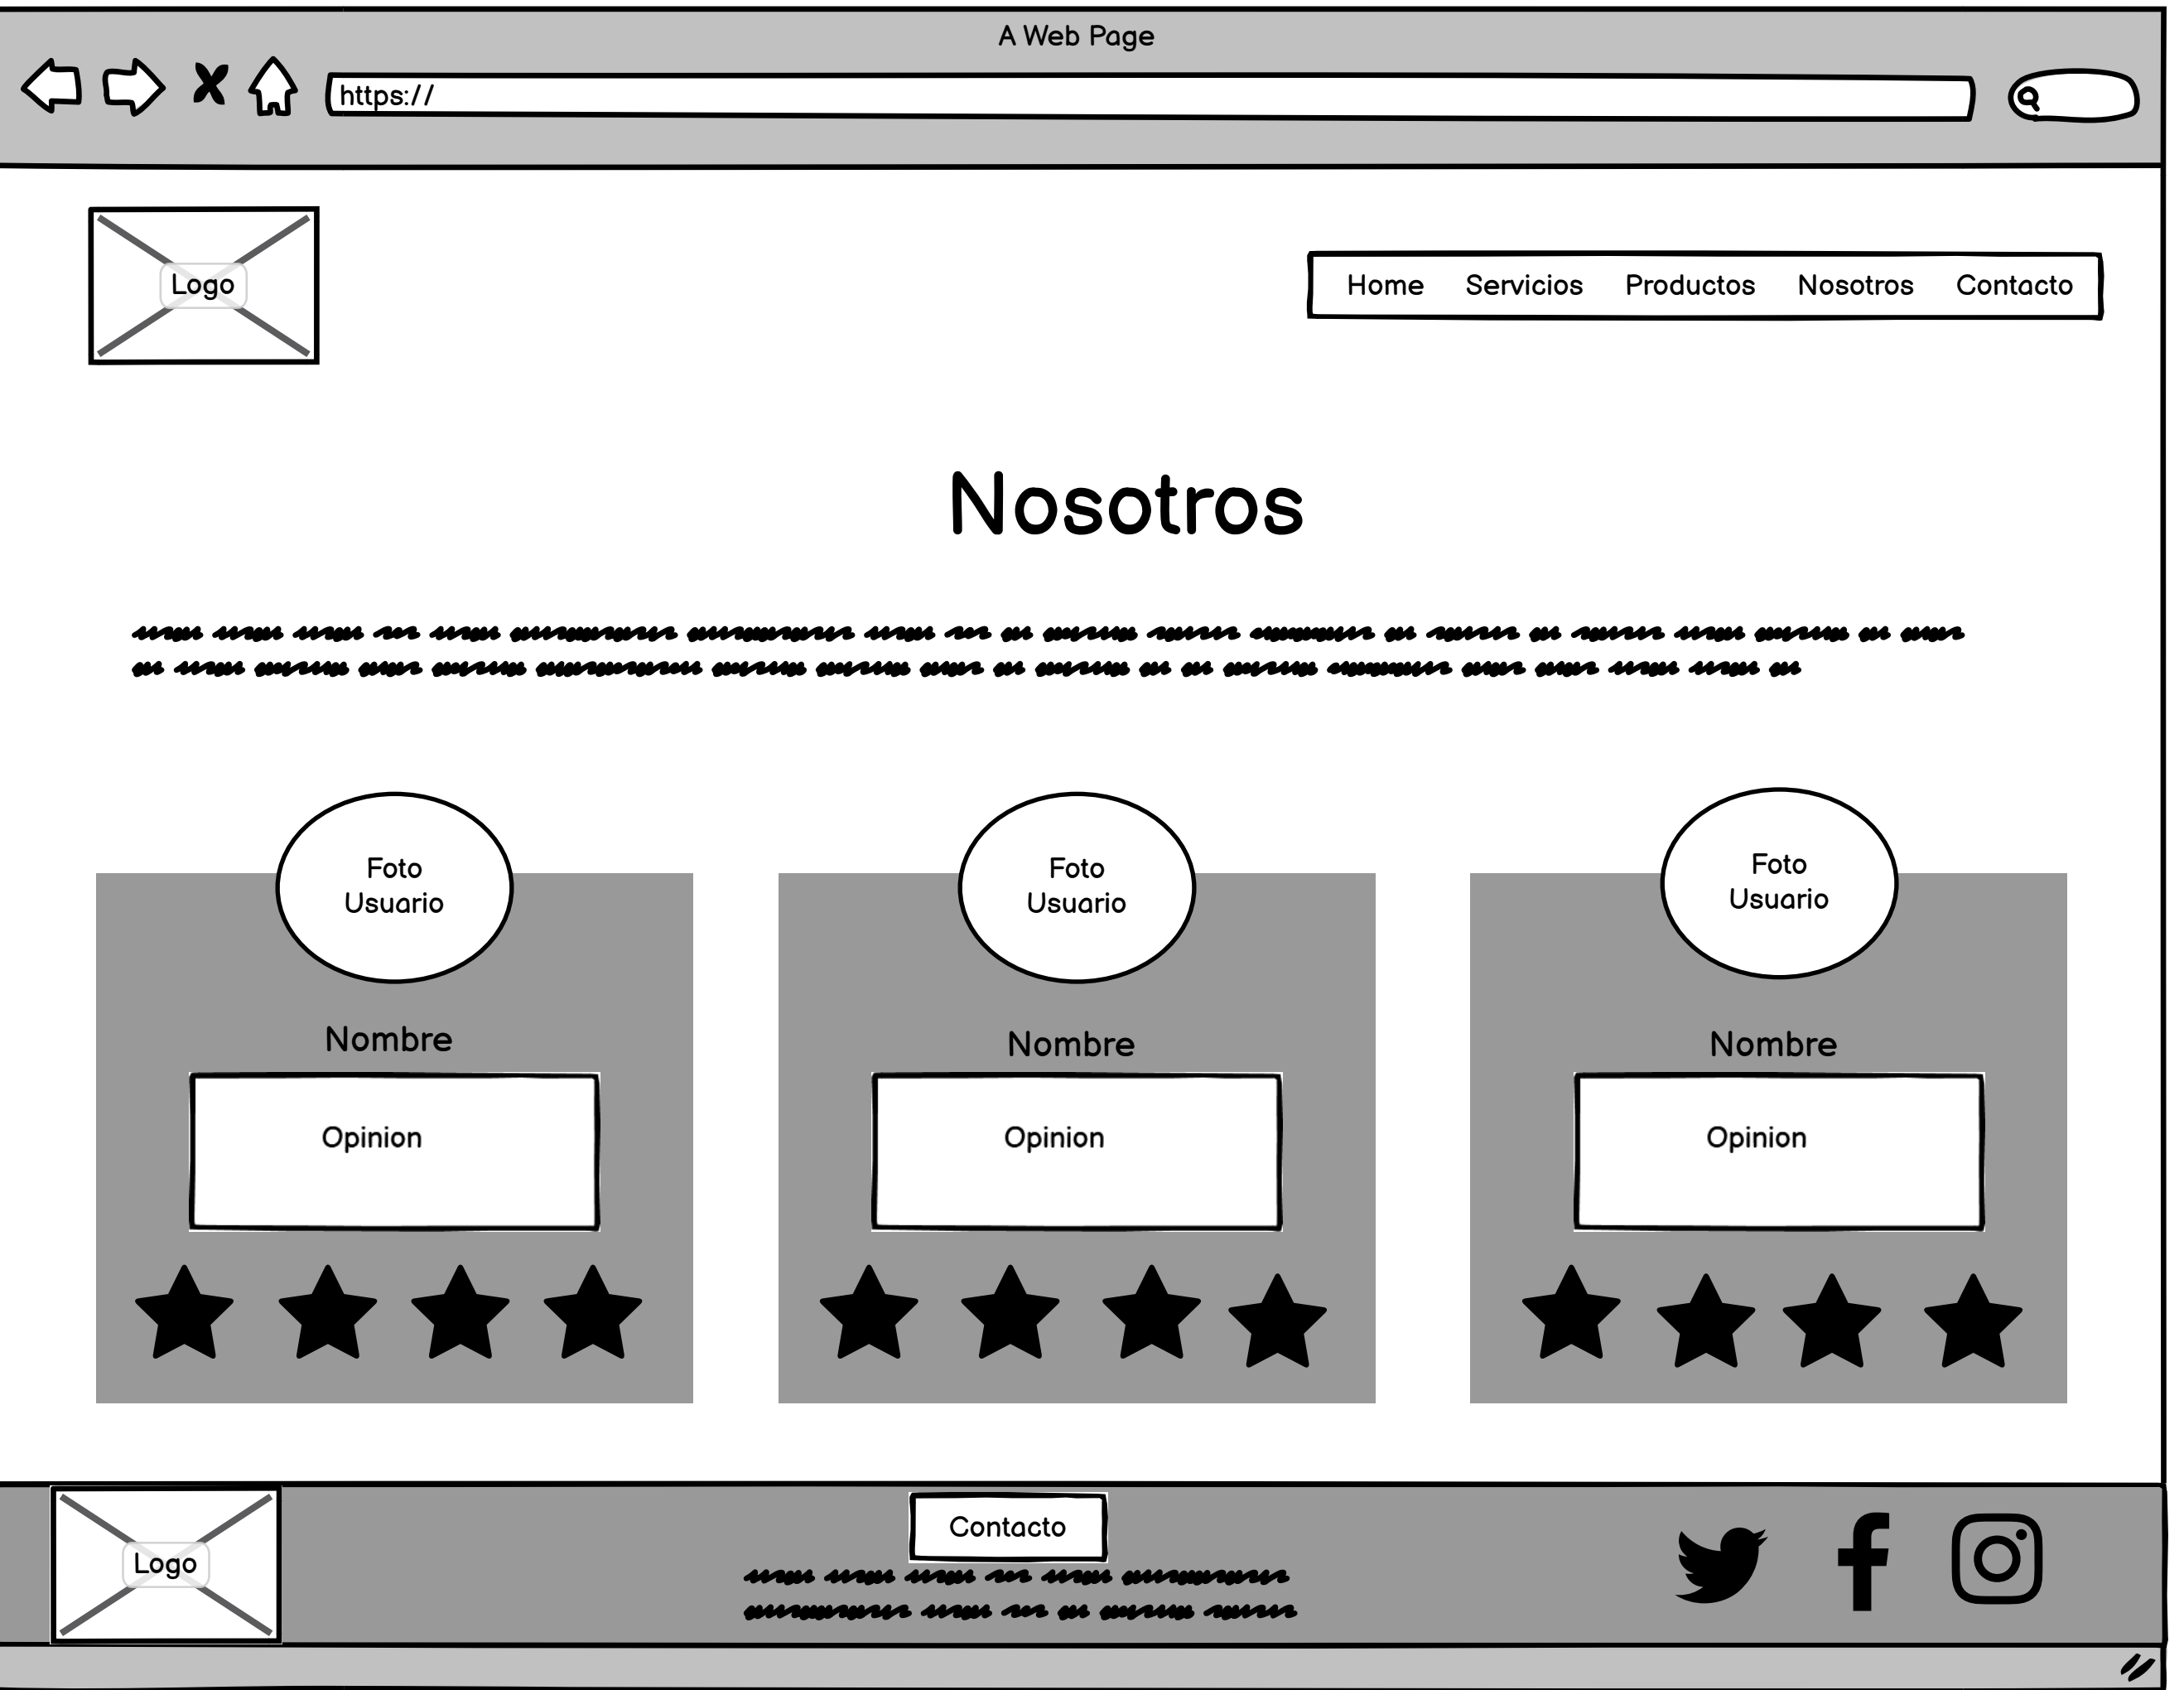 A Web Page
https://
Logo
Home Servicios Productos Nosotros Contacto
Nosotros
Foto
Usuario
Nombre
Opinion
Foto
Usuario
Nombre
Opinion
Foto
Usuario
Nombre
Opinion
Logo
Contacto